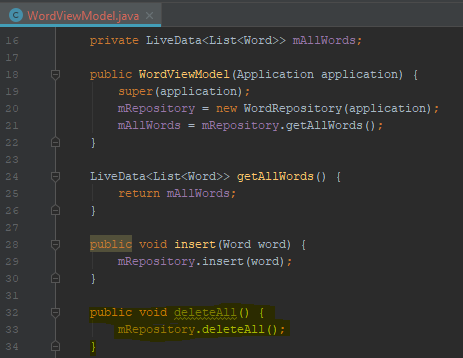 WordViewModel.java ×
16 private LiveData<List<Word>> mAllWords;
17
18 public WordViewModel(Application application) {
19 super(application);
20 mRepository = new WordRepository(application);
21 mAllWords = mRepository.getAllWords();
22 }
23
24 LiveData<List<Word>> getAllWords() {
25 return mAllWords;
26 }
27
28 public void insert(Word word) {
29 mRepository.insert(word);
30 }
31
32 public void deleteAll() {
33 mRepository.deleteAll();
34 }